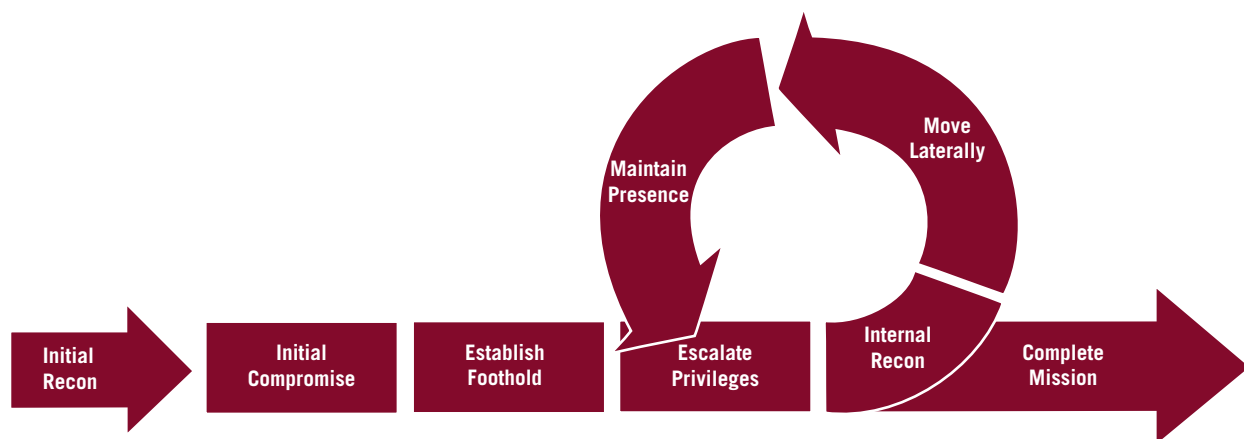 Initial
Recon
Initial
Compromise
Establish
Foothold
Escalate
Privileges
Internal
Recon
Move
Laterally
Maintain
Presence
Complete
Mission